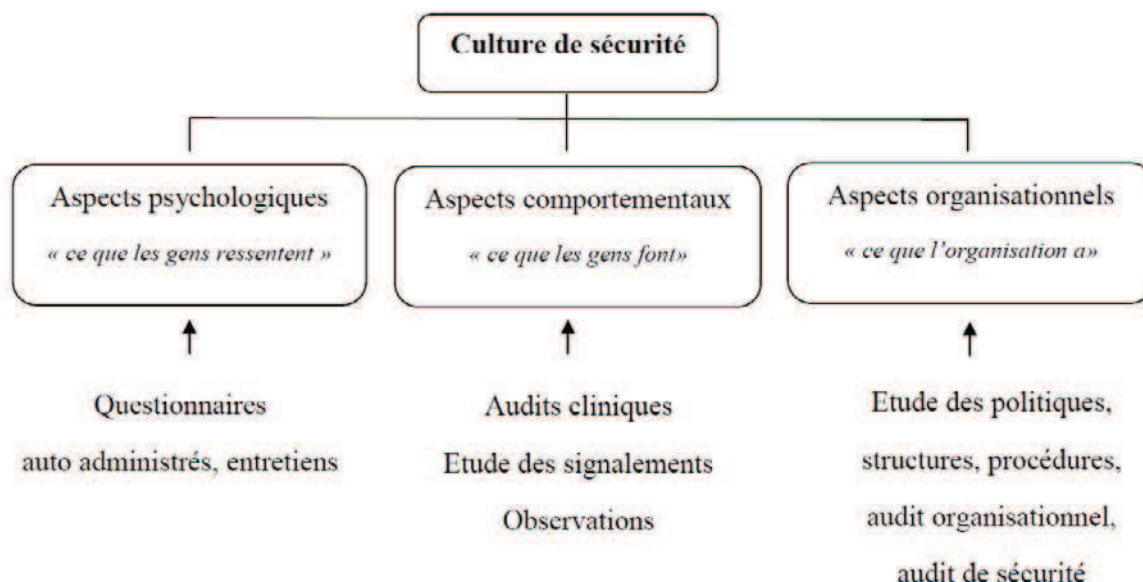 Culture de sécurité
Aspects psychologiques
« ce que les gens ressentent »
Aspects comportementaux
« ce que les gens font»
Aspects organisationnels
« ce que l’organisation a»
Questionnaires
auto administrés, entretiens
Audits cliniques
Etude des signalements
Observations
Etude des politiques,
structures, procédures,
audit organisationnel,
audit de sécurité